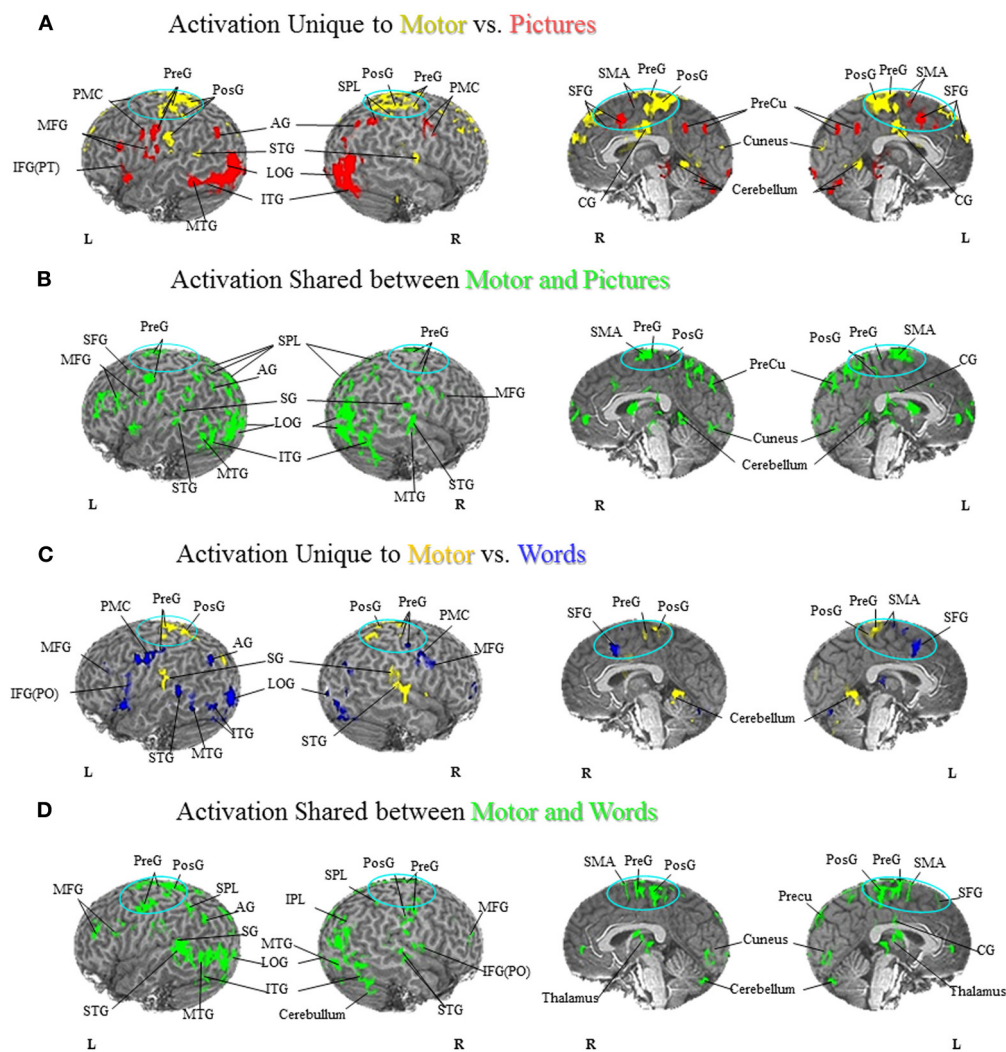 A Activation Unique to Motor vs. Pictures
PreG PosG PreG SMA PreG PosG PosG PreG SMA
PMC PosG SPL PMC SFG SFG
MFG AG PreCu
STG Cuneus
IFG(PT) LOG
ITG Cerebellum
MTG CG CG
L R R L
B Activation Shared between Motor and Pictures
PreG SMA PreG PosG PosG PreG SMA
SFG SPL PreG CG
MFG AG PreCu
SG MFG
LOG
ITG Cuneus
MTG Cerebellum
STG MTG STG
L R R L
C Activation Unique to Motor vs. Words
PreG PosG PosG PreG PreG PosG PosG PreG SMA
PMC PMC SFG SFG
MFG AG MFG
SG
IFG(PO) LOG
ITG Cerebellum
STG MTG STG
L R R L
D Activation Shared between Motor and Words
PreG PosG PosG PreG SMA PreG PosG PosG PreG SMA
MFG SPL SPL SFG
AG IPL MFG Precu
SG
MTG Cuneus CG
LOG IFG(PO)
ITG Cerebellum
STG MTG Cerebullum STG Thalamus Thalamus
L R R L